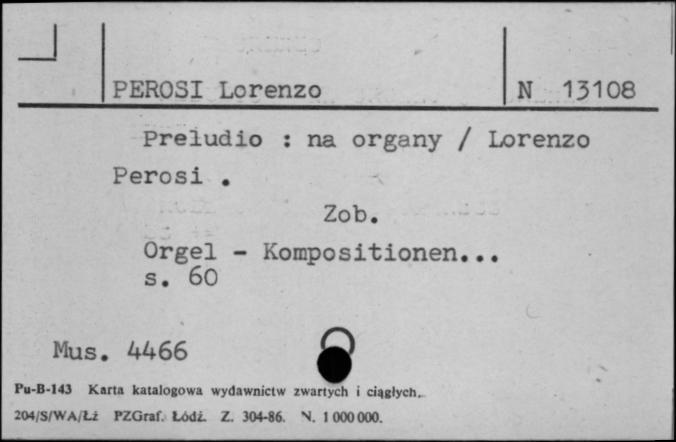 PEROSI Lorenzo N 13108
Preludio : na organy / Lorenzo
Perosi .
Zob.
Orgel - Kompositionen...
s. 60
Mus. 4466
Pu-B-143 Karta katalogowa wydawnictw zwartych i ciągłych.
204/S/WA/Łż PZGraf. Łódź. Z. 304-86. N. 1 000 000.